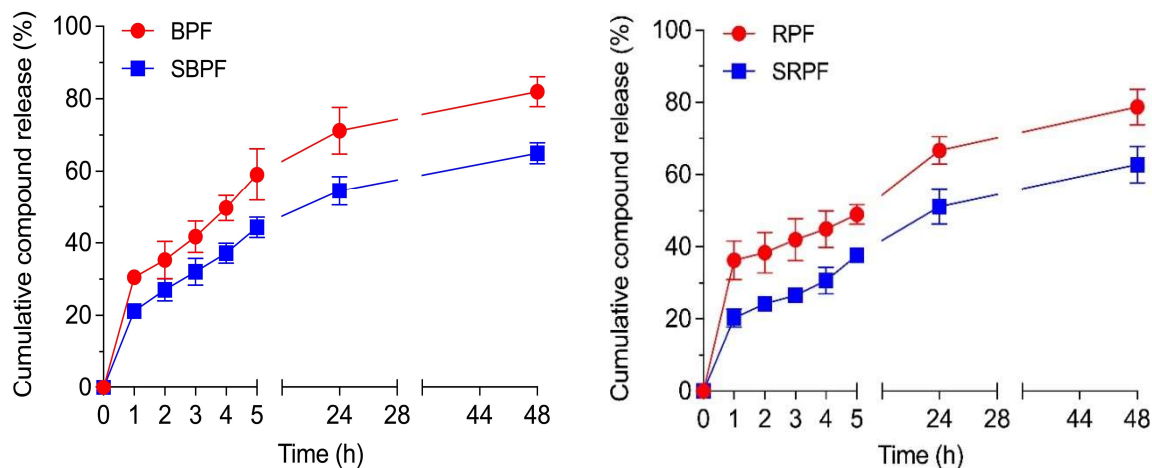 Cumulative compound release (%)
100
80
60
40
20
0
BPF
SBPF
0 1 2 3 4 5 24 28 44 48
Time (h)
Cumulative compound release (%)
100
80
60
40
20
0
RPF
SRPF
0 1 2 3 4 5 24 28 44 48
Time (h)